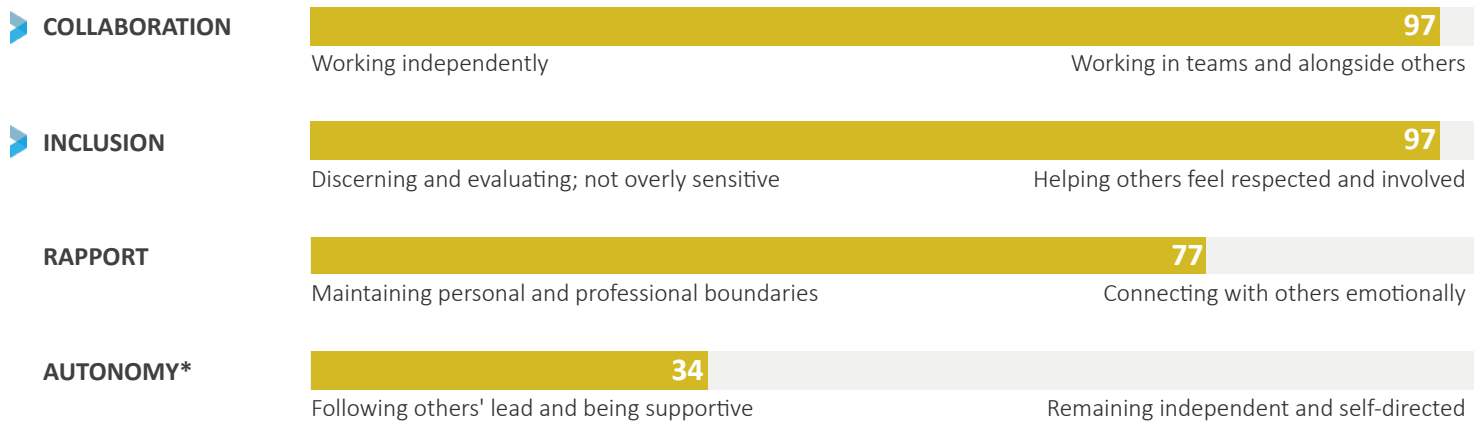 COLLABORATION 97
Working independently Working in teams and alongside others
INCLUSION 97
Discerning and evaluating; not overly sensitive Helping others feel respected and involved
RAPPORT 77
Maintaining personal and professional boundaries Connecting with others emotionally
AUTONOMY* 34
Following others' lead and being supportive Remaining independent and self-directed